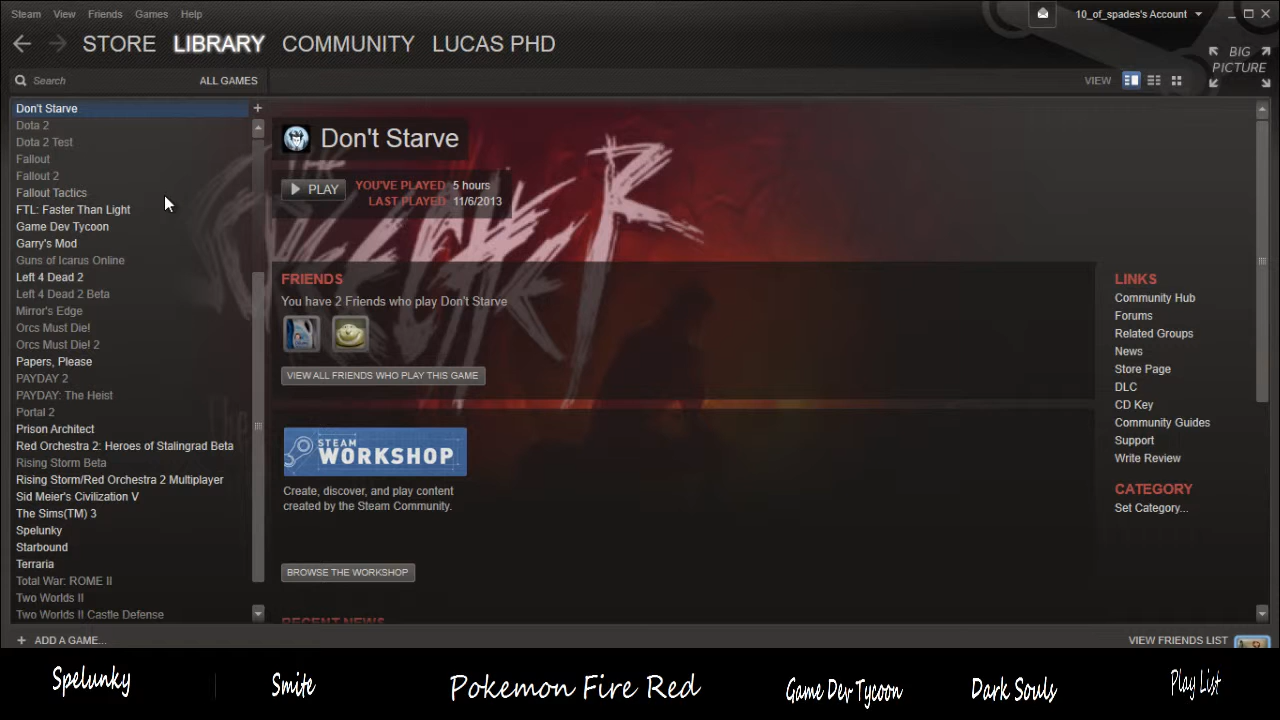 Steam View Friends Games Help
10_of_spades's Account
STORE LIBRARY COMMUNITY LUCAS PHD
BIG PICTURE
Search ALL GAMES
VIEW
Don't Starve
Dota 2
Dota 2 Test
Fallout
Fallout 2
Fallout Tactics
FTL: Faster Than Light
Game Dev Tycoon
Garry's Mod
Guns of Icarus Online
Left 4 Dead 2
Left 4 Dead 2 Beta
Mirror's Edge
Orcs Must Die!
Orcs Must Die! 2
Papers, Please
PAYDAY 2
PAYDAY: The Heist
Portal 2
Prison Architect
Red Orchestra 2: Heroes of Stalingrad Beta
Rising Storm Beta
Rising Storm/Red Orchestra 2 Multiplayer
Sid Meier's Civilization V
The Sims(TM) 3
Spelunky
Starbound
Terraria
Total War: ROME II
Two Worlds II
Two Worlds II Castle Defense
+ ADD A GAME...
Don't Starve
PLAY
YOU'VE PLAYED 5 hours
LAST PLAYED 11/6/2013
FRIENDS
You have 2 Friends who play Don't Starve
VIEW ALL FRIENDS WHO PLAY THIS GAME
STEAM
WORKSHOP
Create, discover, and play content
created by the Steam Community.
BROWSE THE WORKSHOP
RECENT NEWS
LINKS
Community Hub
Forums
Related Groups
News
Store Page
DLC
CD Key
Community Guides
Support
Write Review
CATEGORY
Set Category...
VIEW FRIENDS LIST
Spelunky Smite Pokemon Fire Red Game Dev Tycoon Dark Souls Play List